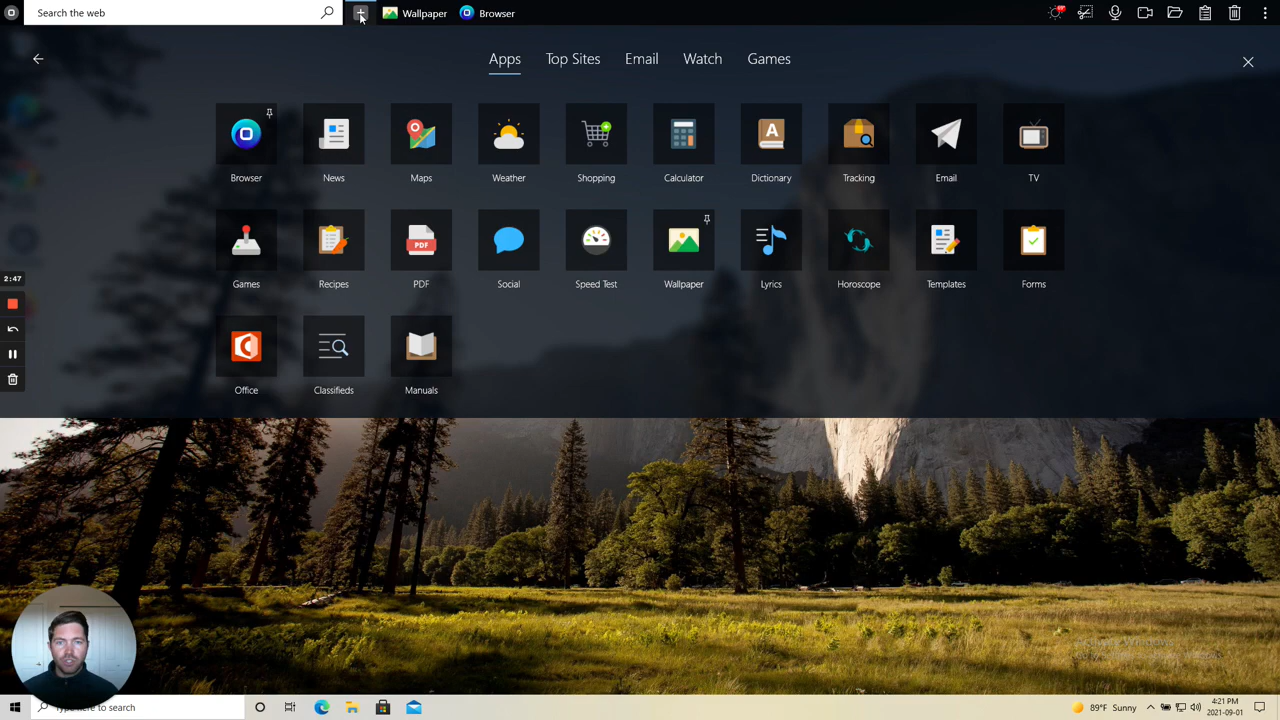 Search the web
Wallpaper
Browser
Apps
Top Sites
Email
Watch
Games
Browser
News
Maps
Weather
Shopping
Calculator
A
Dictionary
Tracking
Email
TV
Games
Recipes
PDF
PDF
Social
Speed Test
Wallpaper
Lyrics
Horoscope
Templates
Forms
2:47
Office
Classifieds
Manuals
Type here to search
89°F Sunny
4:21 PM
2021-09-01